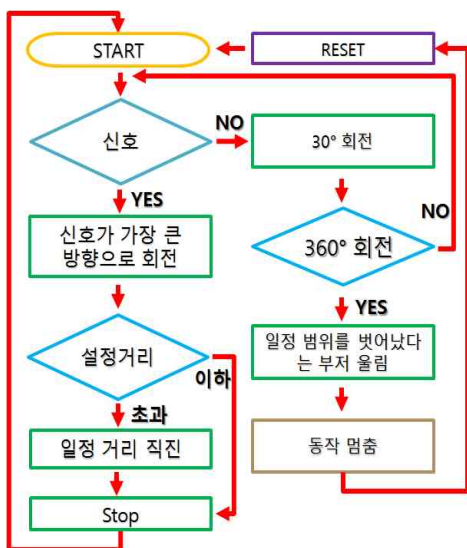 START
RESET
신호
NO
30° 회전
YES
신호가 가장 큰
방향으로 회전
360° 회전
NO
YES
설정거리
이하
일정 범위를 벗어났다
는 부저 울림
초과
일정 거리 직진
동작 멈춤
Stop